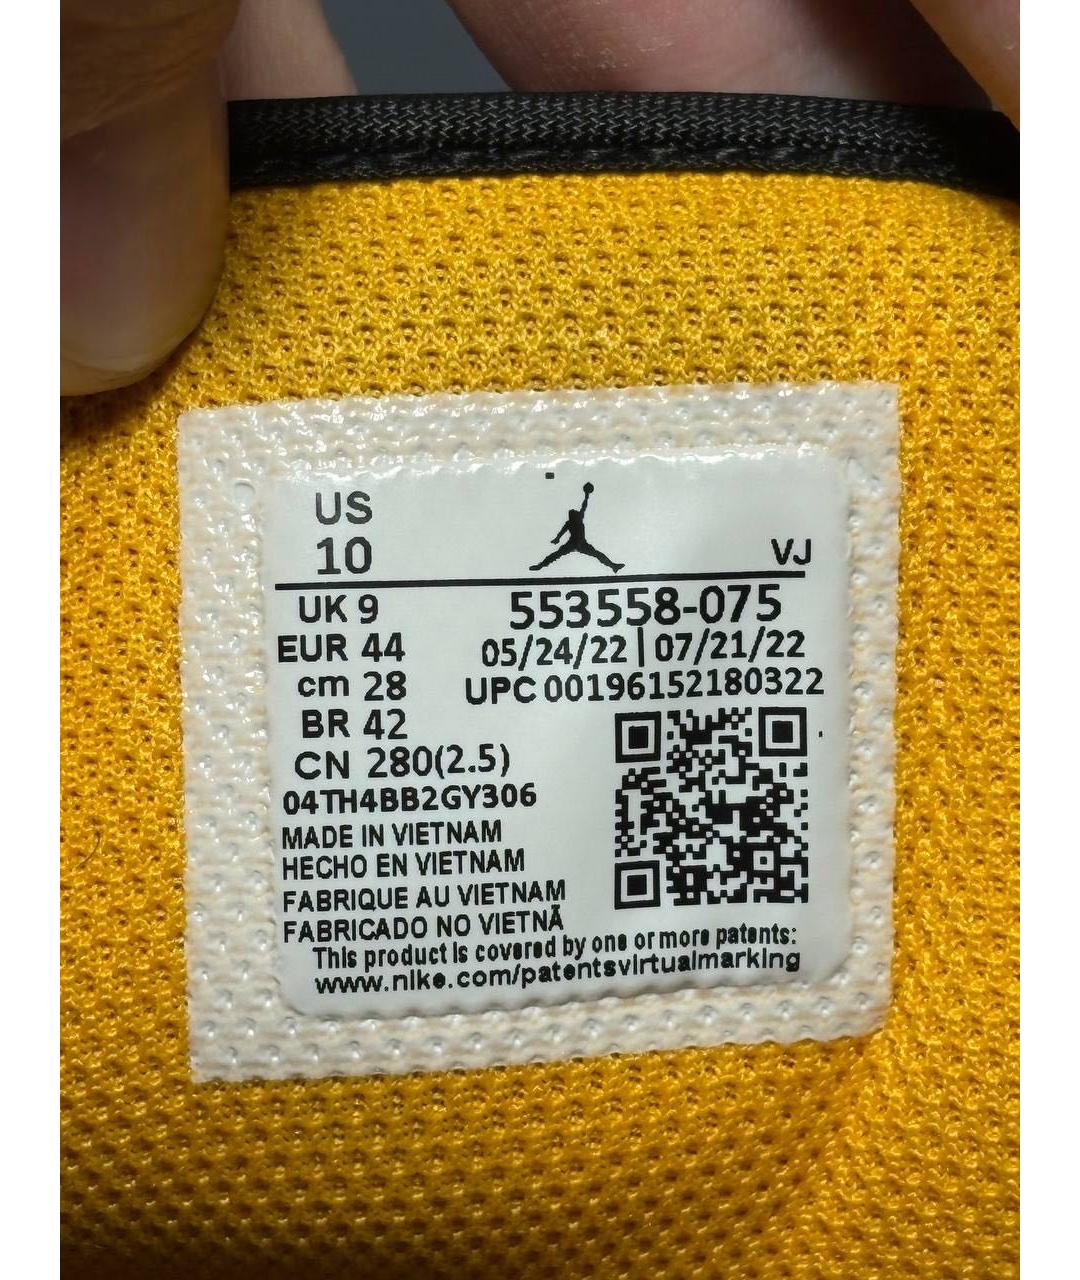 US
10
VJ
UK 9
553558-075
EUR 44
05/24/22 | 07/21/22
cm 28
UPC 00196152180322
BR 42
CN 280(2.5)
04TH4BB2GY306
MADE IN VIETNAM
HECHO EN VIETNAM
FABRIQUE AU VIETNAM
FABRICADO NO VIETNÃ
This product is covered by one or more patents:
www.nike.com/patentsvirtualmarking